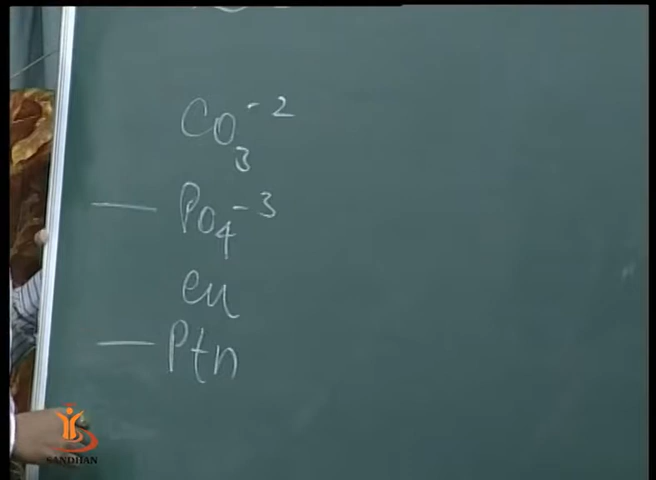 CO₃⁻²
— PO₄⁻³
en
— Ptn
SANDHAN